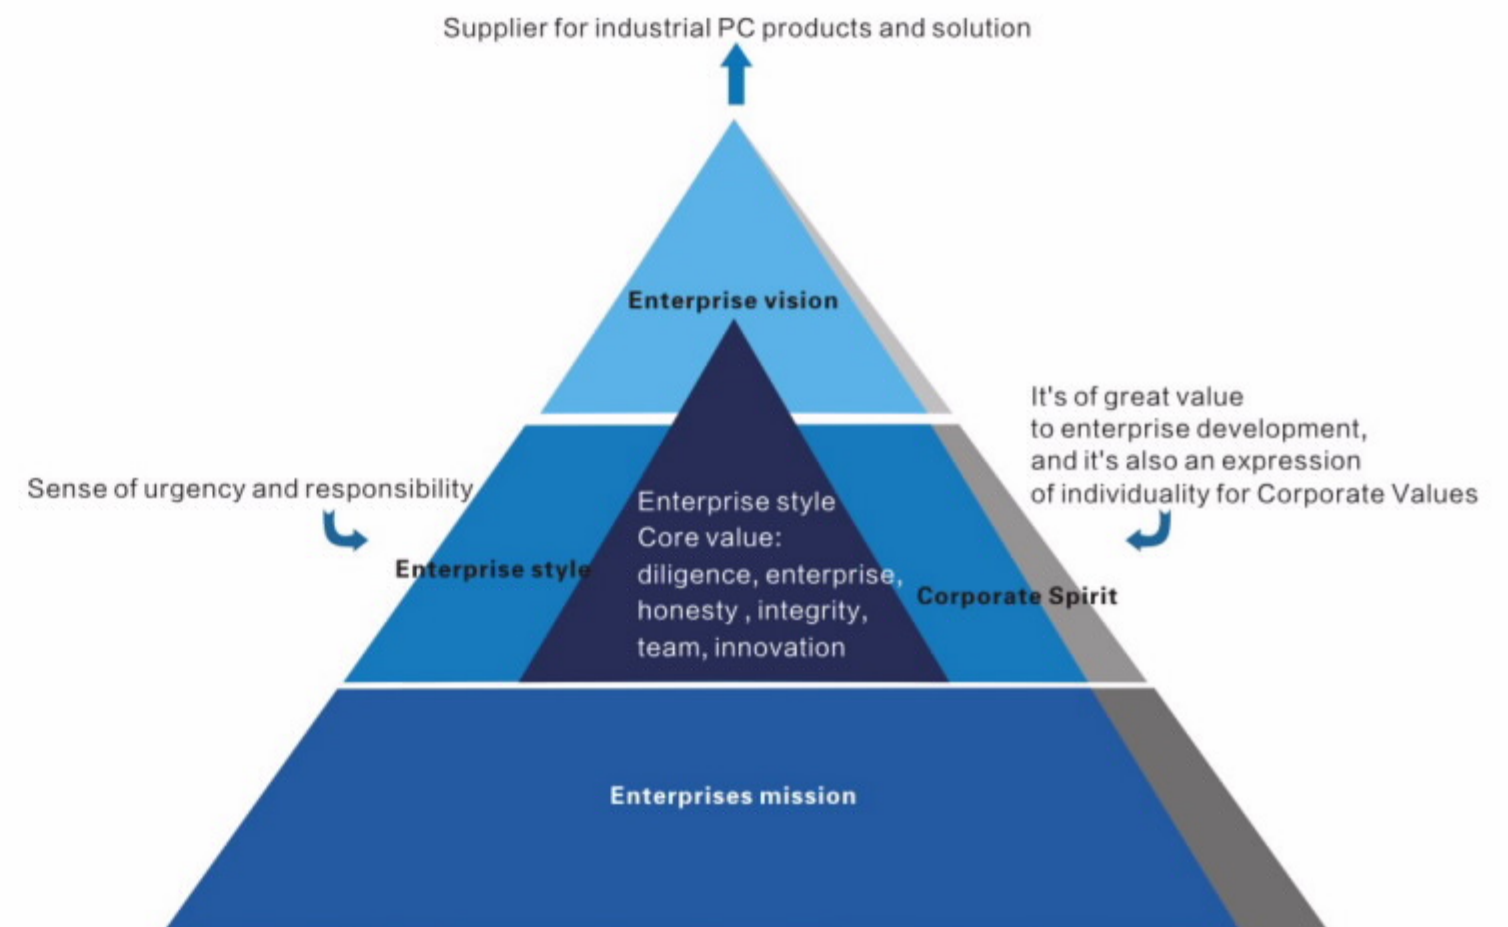 Supplier for industrial PC products and solution
Enterprise vision
It's of great value
to enterprise development,
and it's also an expression
of individuality for Corporate Values
Sense of urgency and responsibility
Enterprise style
Enterprise style
Core value:
diligence, enterprise,
honesty , integrity,
team, innovation
Corporate Spirit
Enterprises mission